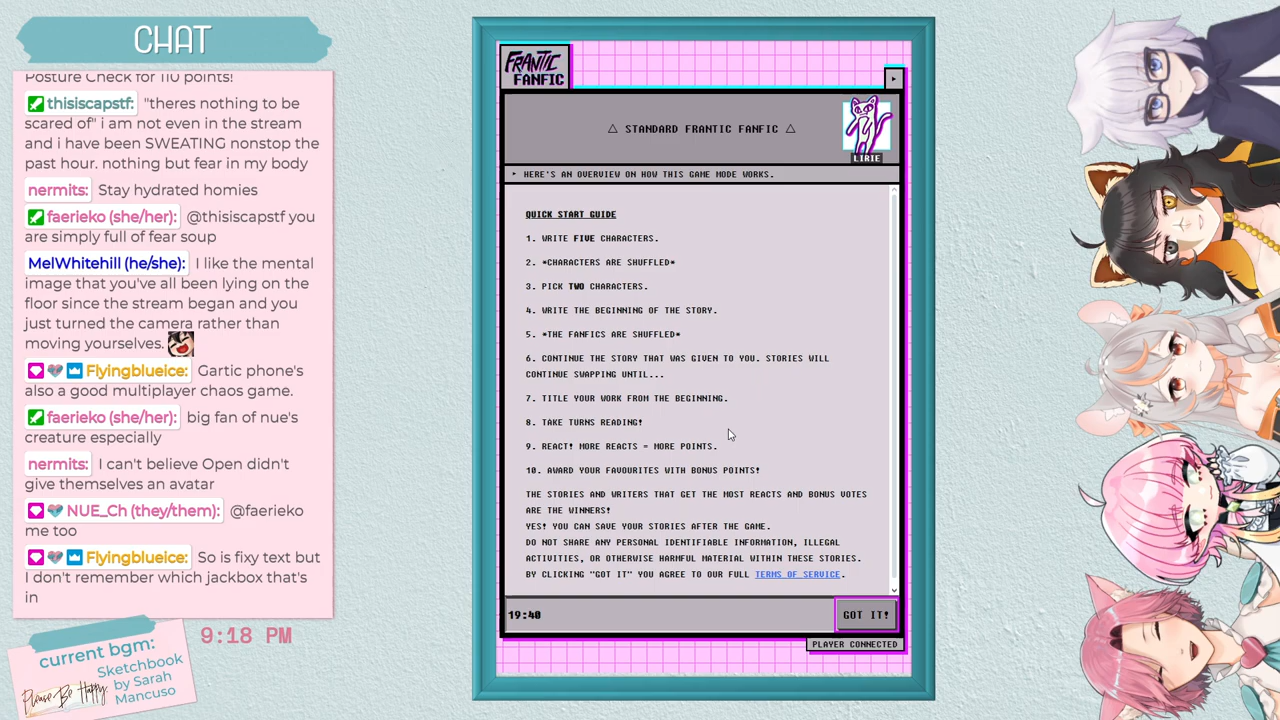 CHAT
Posture Check for 110 points!
thisiscapstf: "theres nothing to be
scared of" i am not even in the stream
and i have been SWEATING nonstop the
past hour. nothing but fear in my body
nermits: Stay hydrated homies
faerieko (she/her): @thisiscapstf you
are simply full of fear soup
MelWhitehill (he/she): I like the mental
image that you've all been lying on the
floor since the stream began and you
just turned the camera rather than
moving yourselves.
Flyingblueice: Gartic phone's
also a good multiplayer chaos game.
faerieko (she/her): big fan of nue's
creature especially
nermits: I can't believe Open didn't
give themselves an avatar
NUE_Ch (they/them): @faerieko
me too
Flyingblueice: So is fixy text but
I don't remember which jackbox that's
in
9:18 PM
current bgm:
Sketchbook
by Sarah
Mancuso
Please Be Happy
FRANTIC
FANFIC
△ STANDARD FRANTIC FANFIC △
LIRIE
HERE'S AN OVERVIEW ON HOW THIS GAME MODE WORKS.
QUICK START GUIDE
1. WRITE FIVE CHARACTERS.
2. *CHARACTERS ARE SHUFFLED*
3. PICK TWO CHARACTERS.
4. WRITE THE BEGINNING OF THE STORY.
5. *THE FANFICS ARE SHUFFLED*
6. CONTINUE THE STORY THAT WAS GIVEN TO YOU. STORIES WILL
CONTINUE SWAPPING UNTIL...
7. TITLE YOUR WORK FROM THE BEGINNING.
8. TAKE TURNS READING!
9. REACT! MORE REACTS = MORE POINTS.
10. AWARD YOUR FAVOURITES WITH BONUS POINTS!
THE STORIES AND WRITERS THAT GET THE MOST REACTS AND BONUS VOTES
ARE THE WINNERS!
YES! YOU CAN SAVE YOUR STORIES AFTER THE GAME.
DO NOT SHARE ANY PERSONAL IDENTIFIABLE INFORMATION, ILLEGAL
ACTIVITIES, OR OTHERWISE HARMFUL MATERIAL WITHIN THESE STORIES.
BY CLICKING "GOT IT" YOU AGREE TO OUR FULL TERMS OF SERVICE.
19:40
GOT IT!
PLAYER CONNECTED